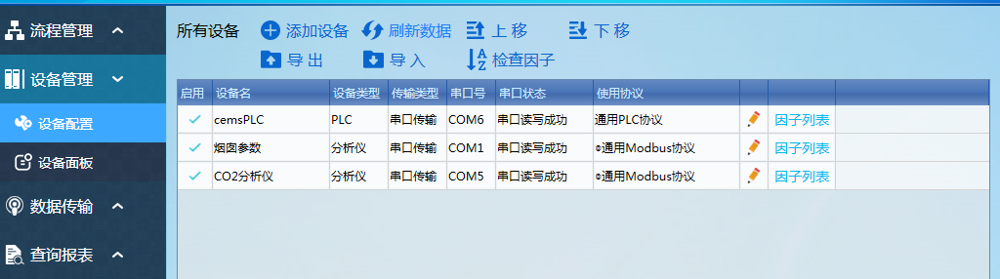 流程管理
设备管理
设备配置
设备面板
数据传输
查询报表
所有设备 添加设备 刷新数据 上 移 下 移
导 出 导 入 检查因子
启用 设备名 设备类型 传输类型 串口号 串口状态 使用协议
cemsPLC PLC 串口传输 COM6 串口读写成功 通用PLC协议 因子列表
烟囱参数 分析仪 串口传输 COM1 串口读写成功 通用Modbus协议 因子列表
CO2分析仪 分析仪 串口传输 COM5 串口读写成功 通用Modbus协议 因子列表